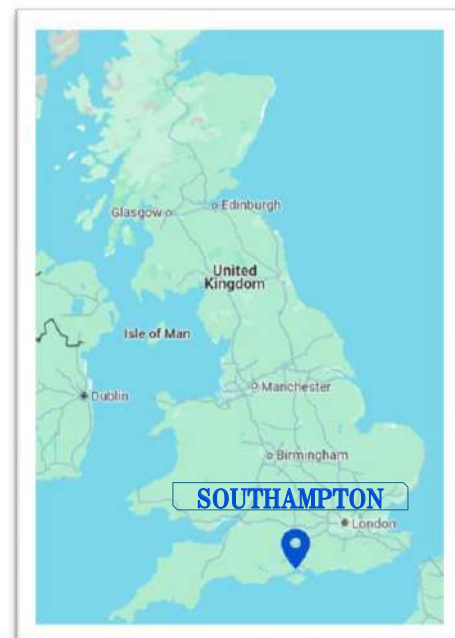 Glasgow
Edinburgh
United
Kingdom
Isle of Man
Dublin
Manchester
Birmingham
SOUTHAMPTON
London